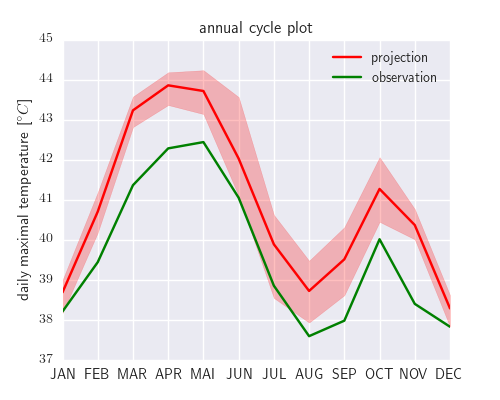 annual cycle plot
projection
observation
daily maximal temperature [°C]
45
44
43
42
41
40
39
38
37
JAN FEB MAR APR MAI JUN JUL AUG SEP OCT NOV DEC